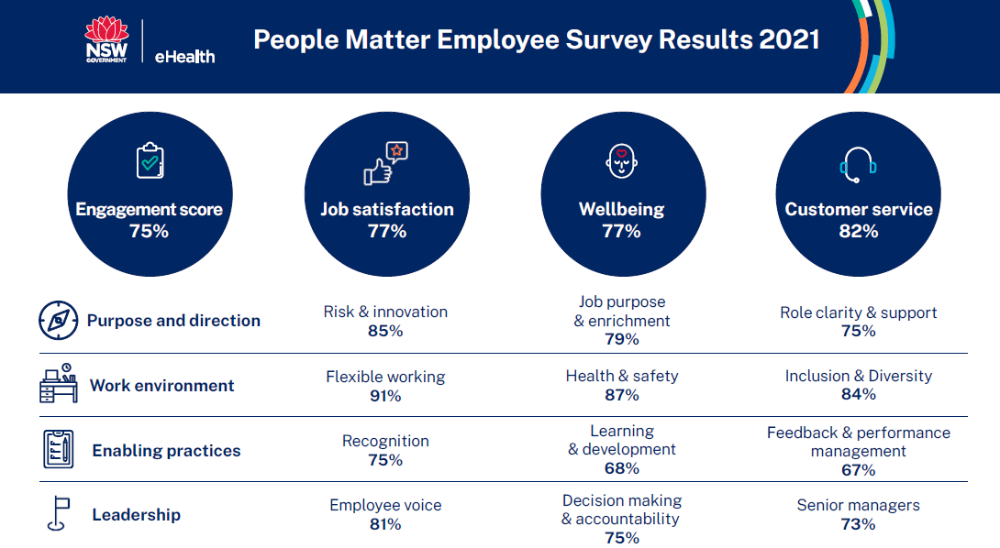 NSW
GOVERNMENT
eHealth
People Matter Employee Survey Results 2021
Engagement score
75%
Job satisfaction
77%
Wellbeing
77%
Customer service
82%
Purpose and direction
Risk & innovation
85%
Job purpose
& enrichment
79%
Role clarity & support
75%
Work environment
Flexible working
91%
Health & safety
87%
Inclusion & Diversity
84%
Enabling practices
Recognition
75%
Learning
& development
68%
Feedback & performance
management
67%
Leadership
Employee voice
81%
Decision making
& accountability
75%
Senior managers
73%